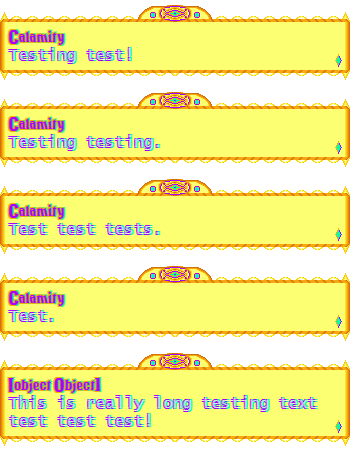 Calamity
Testing test!
Calamity
Testing testing.
Calamity
Test test tests.
Calamity
Test.
[object Object]
This is really long testing text
test test test!